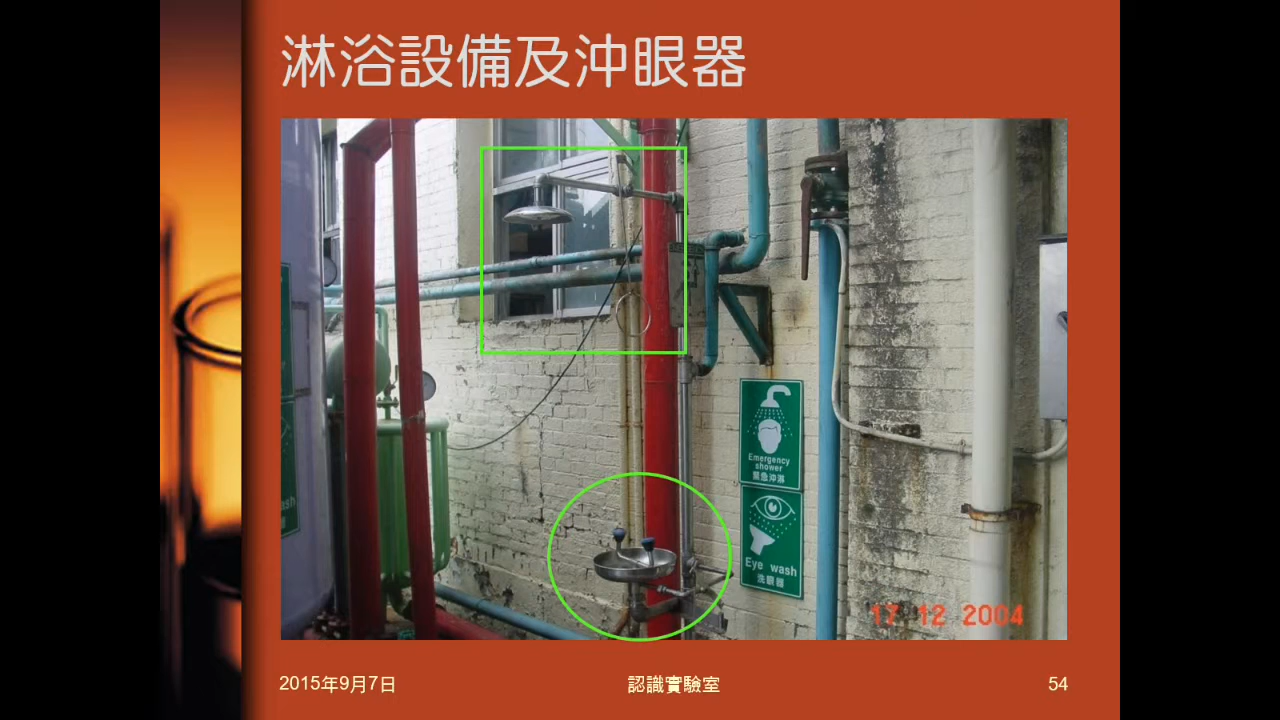 淋浴設備及沖眼器
Emergency
shower
緊急沖淋
Eye wash
洗眼器
17 12 2004
2015年9月7日
認識實驗室
54